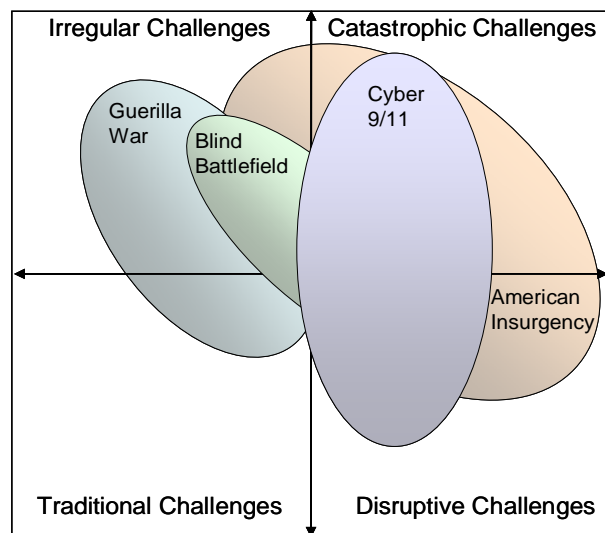 Irregular Challenges
Catastrophic Challenges
Guerilla
War
Blind
Battlefield
Cyber
9/11
American
Insurgency
Traditional Challenges
Disruptive Challenges